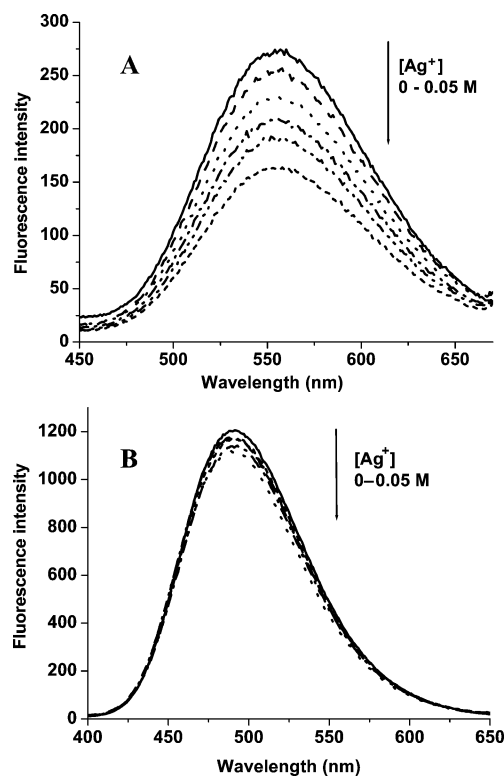 300
250
200
150
100
50
0
Fluorescence intensity
A
[Ag⁺]
0 - 0.05 M
450 500 550 600 650
Wavelength (nm)
1200
1000
800
600
400
200
0
Fluorescence intensity
B
[Ag⁺]
0–0.05 M
400 450 500 550 600 650
Wavelength (nm)